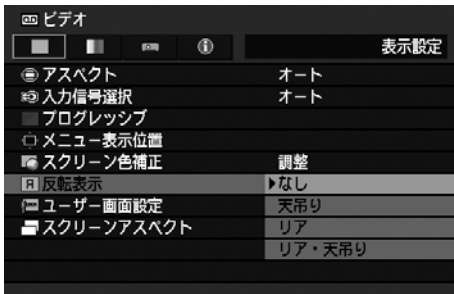 ビデオ
表示設定
アスペクト オート
入力信号選択 オート
プログレッシブ
メニュー表示位置
スクリーン色補正 調整
反転表示 ▶なし
天吊り
ユーザー画面設定 リア
スクリーンアスペクト リア・天吊り